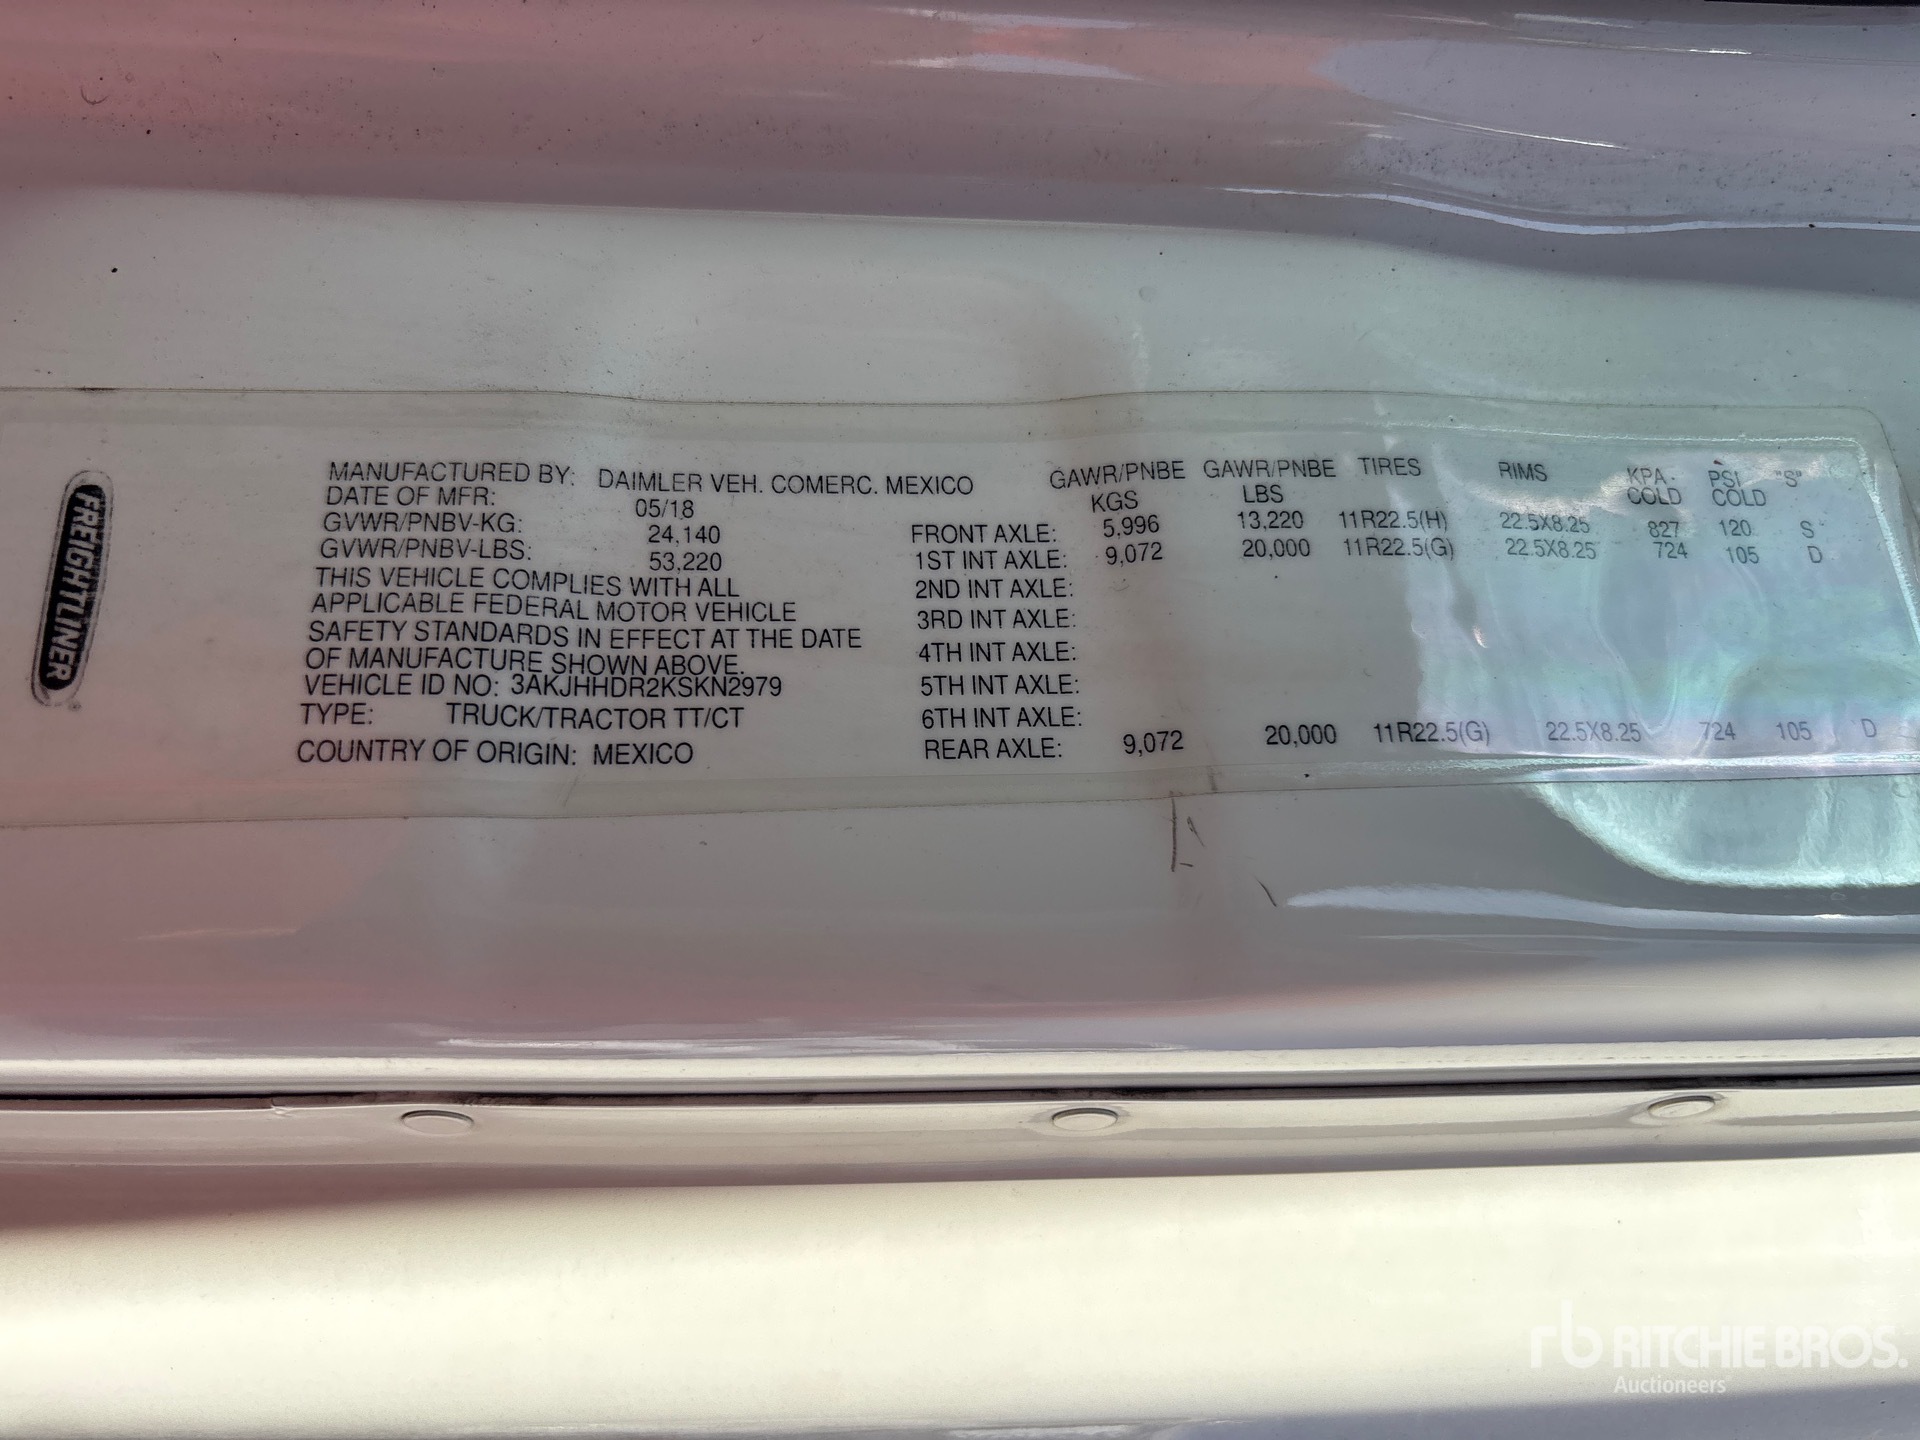 FREIGHTLINER
MANUFACTURED BY: DAIMLER VEH. COMERC. MEXICO
DATE OF MFR: 05/18
GVWR/PNBV-KG: 24,140
GVWR/PNBV-LBS: 53,220
THIS VEHICLE COMPLIES WITH ALL
APPLICABLE FEDERAL MOTOR VEHICLE
SAFETY STANDARDS IN EFFECT AT THE DATE
OF MANUFACTURE SHOWN ABOVE.
VEHICLE ID NO: 3AKJHHDR2KSKN2979
TYPE: TRUCK/TRACTOR TT/CT
COUNTRY OF ORIGIN: MEXICO
GAWR/PNBE GAWR/PNBE TIRES RIMS KPA- PSI "S"
KGS LBS COLD COLD
FRONT AXLE: 5,996 13,220 11R22.5(H) 22.5X8.25 827 120 S
1ST INT AXLE: 9,072 20,000 11R22.5(G) 22.5X8.25 724 105 D
2ND INT AXLE:
3RD INT AXLE:
4TH INT AXLE:
5TH INT AXLE:
6TH INT AXLE:
REAR AXLE: 9,072 20,000 11R22.5(G) 22.5X8.25 724 105 D
rb RITCHIE BROS.
Auctioneers